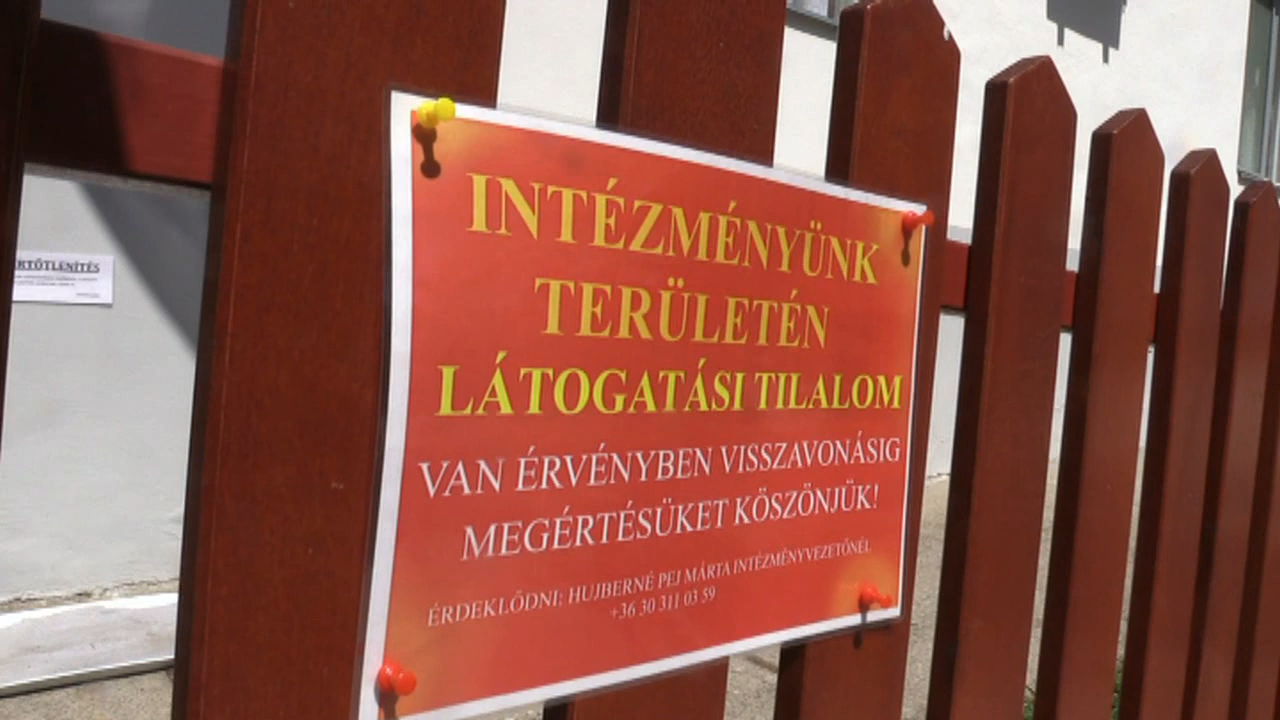 INTÉZMÉNYÜNK
TERÜLETÉN
LÁTOGATÁSI TILALOM
VAN ÉRVÉNYBEN VISSZAVONÁSIG
MEGÉRTÉSÜKET KÖSZÖNJÜK!
ÉRDEKLŐDNI: HUJBERNÉ PEJ MÁRTA INTÉZMÉNYVEZETŐNÉL
+36 30 311 03 59